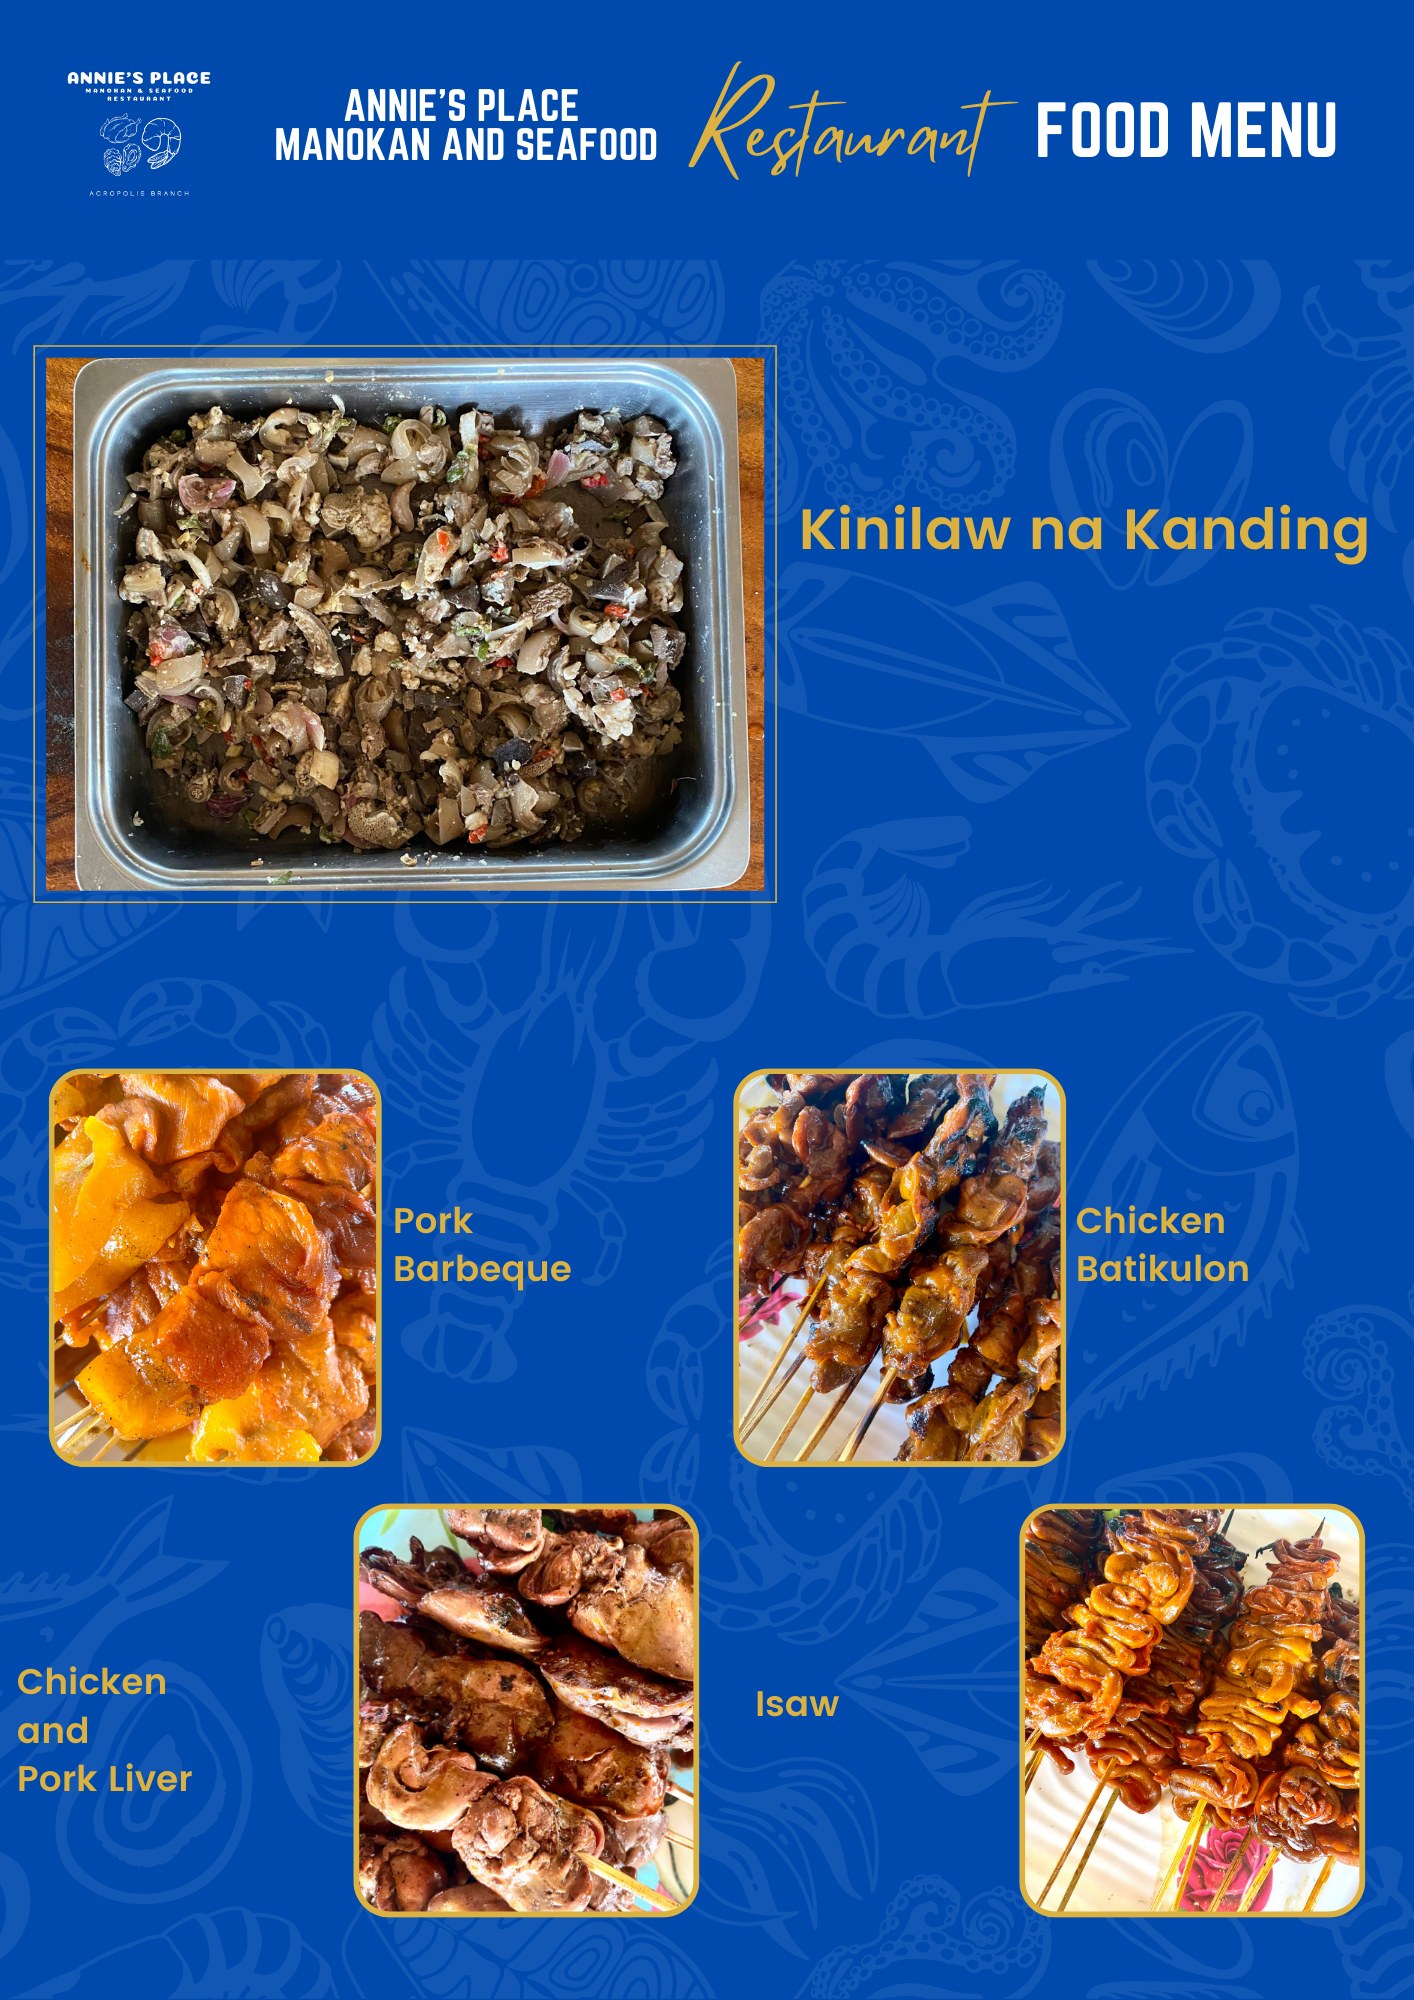 ANNIE'S PLACE
MANOKAN & SEAFOOD
RESTAURANT
ACROPOLIS BRANCH
ANNIE'S PLACE
MANOKAN AND SEAFOOD
Restaurant
FOOD MENU
Kinilaw na Kanding
Pork
Barbeque
Chicken
Batikulon
Chicken
and
Pork Liver
Isaw